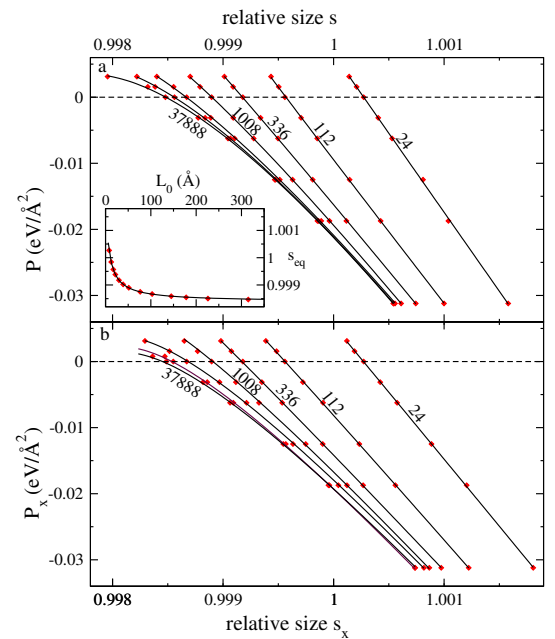 relative size s
0.998 0.999 1 1.001
a
0
-0.01
-0.02
-0.03
P (eV/Å²)
37888 1008 336 112 24
L₀ (Å)
0 100 200 300
1.001
1
0.999
s_eq
b
0
-0.01
-0.02
-0.03
Pₓ (eV/Å²)
37888 1008 336 112 24
0.998 0.999 1 1.001
relative size sₓ